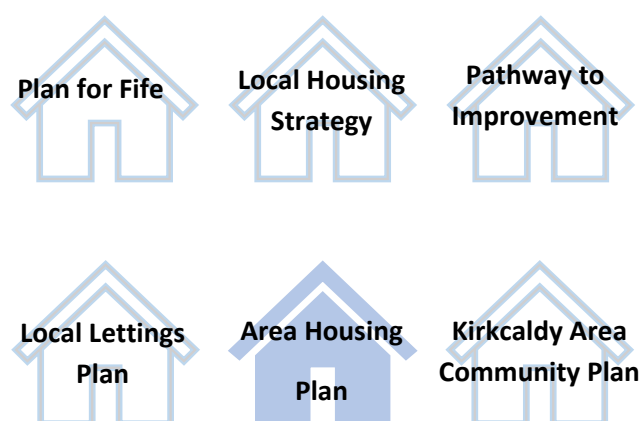 Plan for Fife
Local Housing
Strategy
Pathway to
Improvement
Local Lettings
Plan
Area Housing
Plan
Kirkcaldy Area
Community Plan